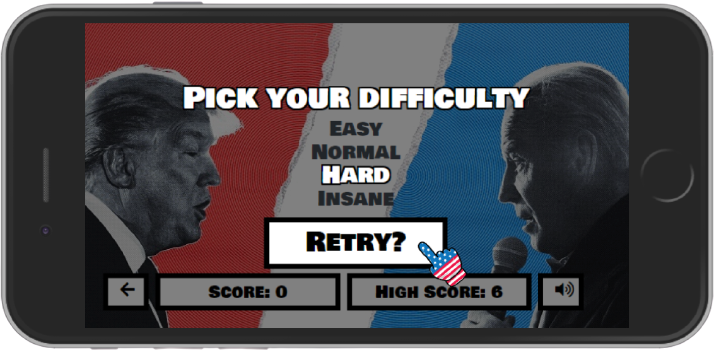 Pick your difficulty
Easy
Normal
Hard
Insane
Retry?
Score: 0
High Score: 6